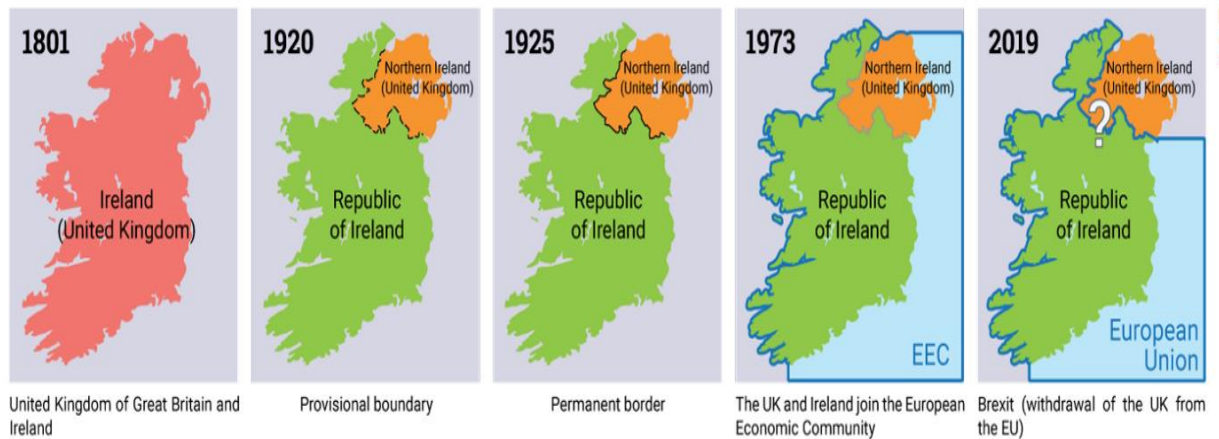 1801
Ireland
(United Kingdom)
United Kingdom of Great Britain and
Ireland
1920
Northern Ireland
(United Kingdom)
Republic
of Ireland
Provisional boundary
1925
Northern Ireland
(United Kingdom)
Republic
of Ireland
Permanent border
1973
Northern Ireland
(United Kingdom)
Republic
of Ireland
EEC
The UK and Ireland join the European
Economic Community
2019
Northern Ireland
(United Kingdom)
?
Republic
of Ireland
European
Union
Brexit (withdrawal of the UK from
the EU)